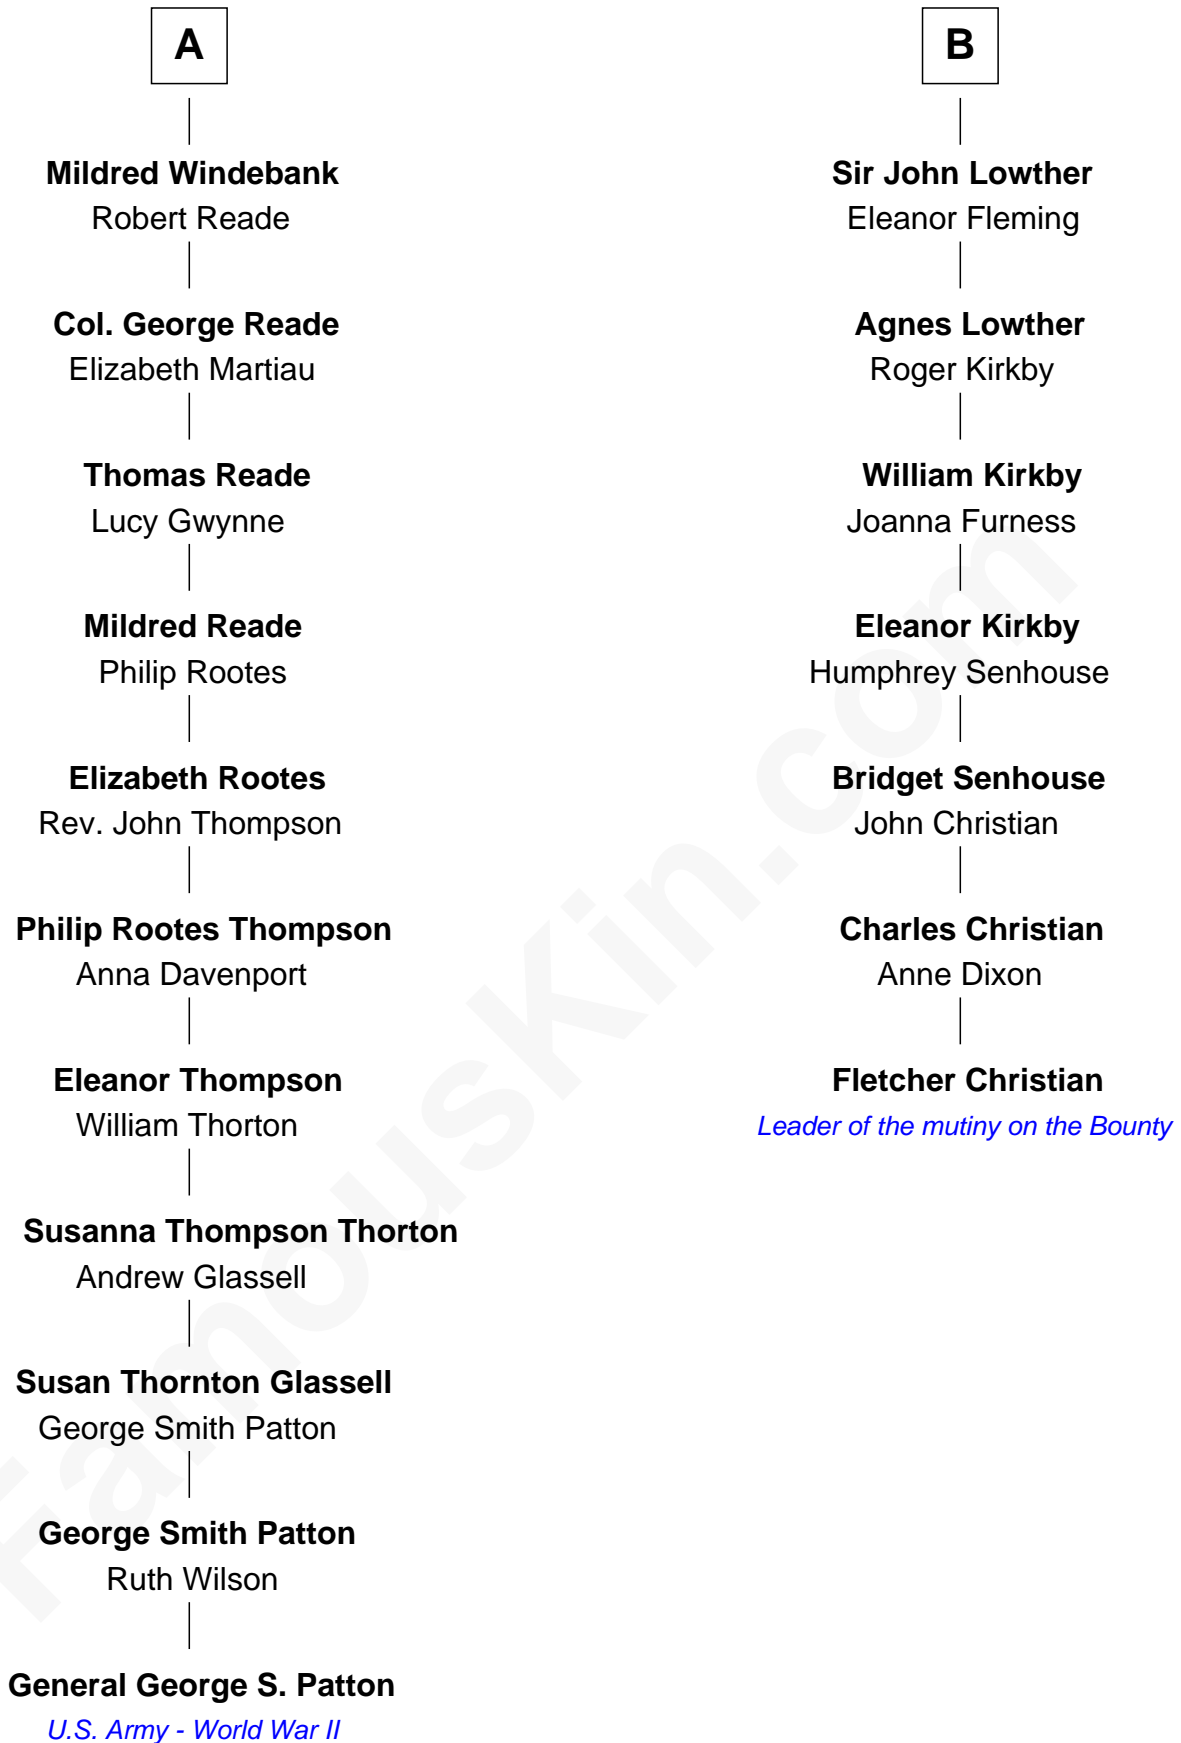 A
Mildred Windebank
Robert Reade
Col. George Reade
Elizabeth Martiau
Thomas Reade
Lucy Gwynne
Mildred Reade
Philip Rootes
Elizabeth Rootes
Rev. John Thompson
Philip Rootes Thompson
Anna Davenport
Eleanor Thompson
William Thorton
Susanna Thompson Thorton
Andrew Glassell
Susan Thornton Glassell
George Smith Patton
George Smith Patton
Ruth Wilson
General George S. Patton
U.S. Army - World War II
B
Sir John Lowther
Eleanor Fleming
Agnes Lowther
Roger Kirkby
William Kirkby
Joanna Furness
Eleanor Kirkby
Humphrey Senhouse
Bridget Senhouse
John Christian
Charles Christian
Anne Dixon
Fletcher Christian
Leader of the mutiny on the Bounty
FamousKin.com